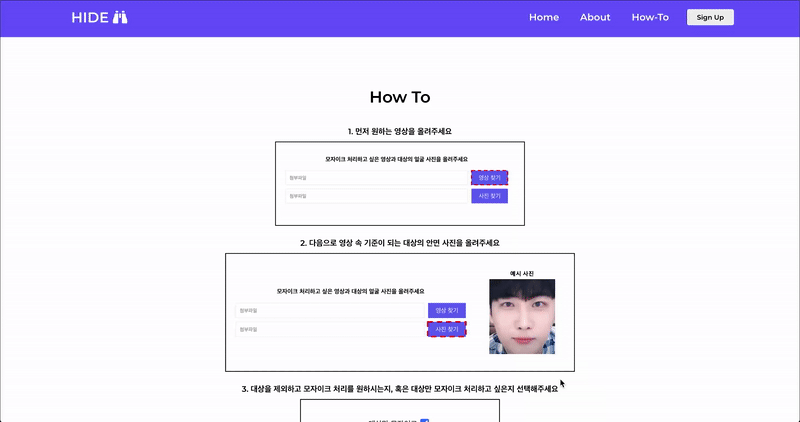 HIDE
Home
About
How-To
Sign Up
How To
1. 먼저 원하는 영상을 올려주세요
모자이크 처리하고 싶은 영상과 대상의 얼굴 사진을 올려주세요
첨부파일
영상 찾기
첨부파일
사진 찾기
2. 다음으로 영상 속 기준이 되는 대상의 안면 사진을 올려주세요
예시 사진
모자이크 처리하고 싶은 영상과 대상의 얼굴 사진을 올려주세요
첨부파일
영상 찾기
첨부파일
사진 찾기
3. 대상을 제외하고 모자이크 처리를 원하시는지, 혹은 대상만 모자이크 처리하고 싶은지 선택해주세요